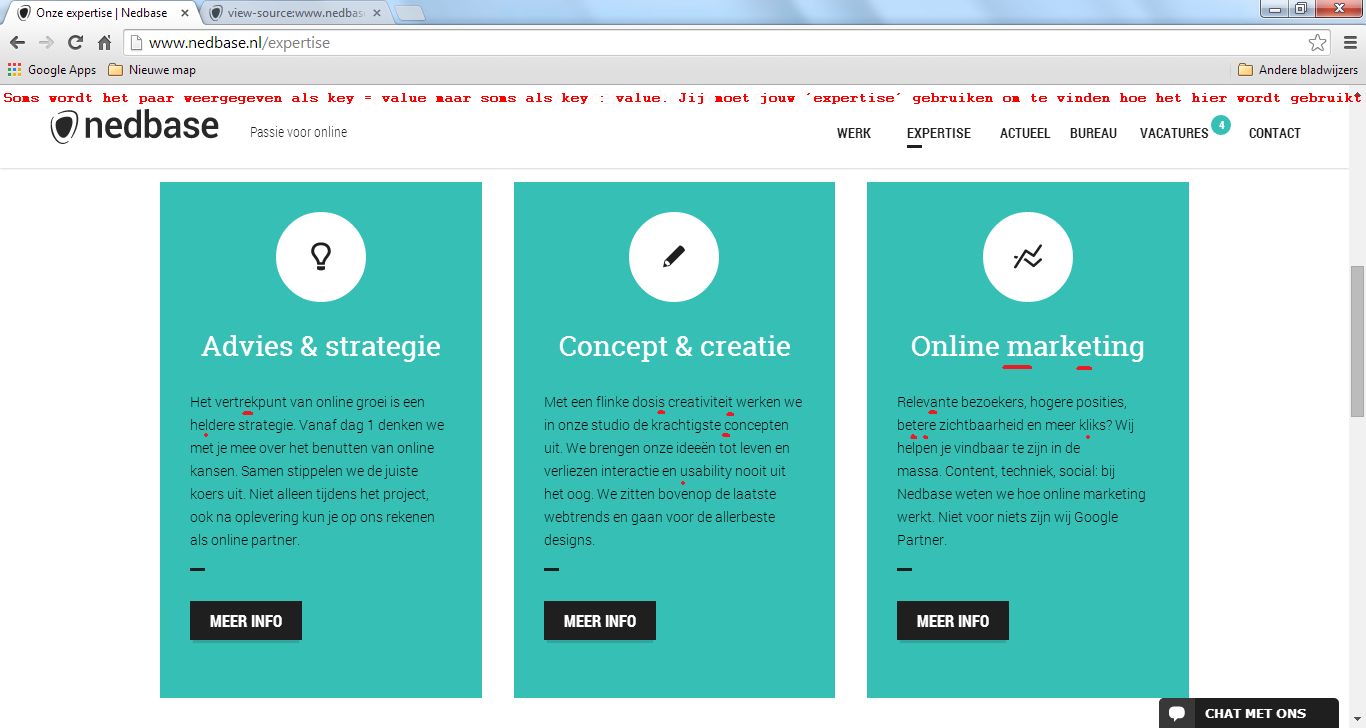 Onze expertise | Nedbase
view-source:www.nedbase
www.nedbase.nl/expertise
Google Apps
Nieuwe map
Andere bladwijzers
Soms wordt het paar weergegeven als key = value maar soms als key : value. Jij moet jouw ´expertise´ gebruiken om te vinden hoe het hier wordt gebruikt
nedbase
Passie voor online
WERK
EXPERTISE
ACTUEEL
BUREAU
VACATURES
4
CONTACT
Advies & strategie
Het vertrekpunt van online groei is een
heldere strategie. Vanaf dag 1 denken we
met je mee over het benutten van online
kansen. Samen stippelen we de juiste
koers uit. Niet alleen tijdens het project,
ook na oplevering kun je op ons rekenen
als online partner.
MEER INFO
Concept & creatie
Met een flinke dosis creativiteit werken we
in onze studio de krachtigste concepten
uit. We brengen onze ideeën tot leven en
verliezen interactie en usability nooit uit
het oog. We zitten bovenop de laatste
webtrends en gaan voor de allerbeste
designs.
MEER INFO
Online marketing
Relevante bezoekers, hogere posities,
betere zichtbaarheid en meer kliks? Wij
helpen je vindbaar te zijn in de
massa. Content, techniek, social: bij
Nedbase weten we hoe online marketing
werkt. Niet voor niets zijn wij Google
Partner.
MEER INFO
CHAT MET ONS